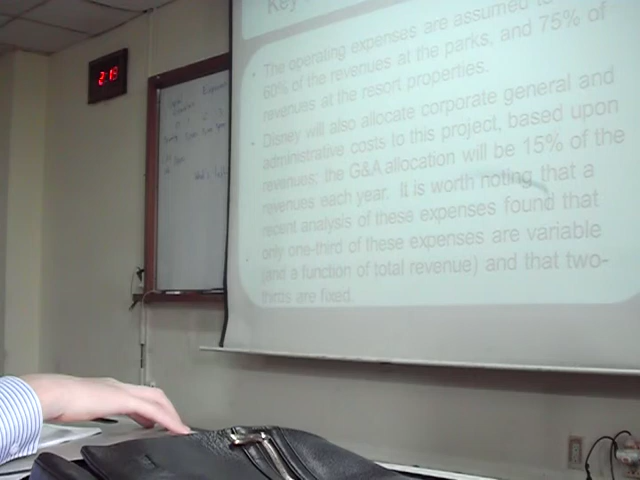 Key
2:19
The operating expenses are assumed to
60% of the revenues at the parks, and 75% of
revenues at the resort properties.
Disney will also allocate corporate general and
administrative costs to this project, based upon
revenues; the G&A allocation will be 15% of the
revenues each year. It is worth noting that a
recent analysis of these expenses found that
only one-third of these expenses are variable
(and a function of total revenue) and that two-
thirds are fixed.